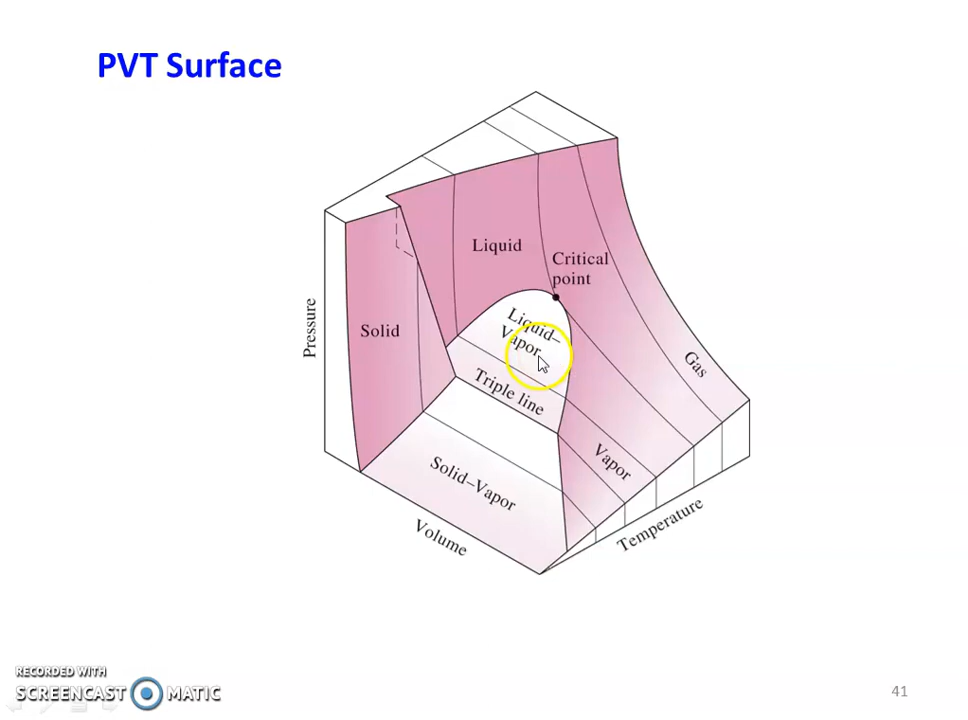 PVT Surface
Liquid
Critical
point
Liquid–
Vapor
Solid
Pressure
Triple line
Gas
Vapor
Solid–Vapor
Volume
Temperature
RECORDED WITH
SCREENCAST MATIC
41